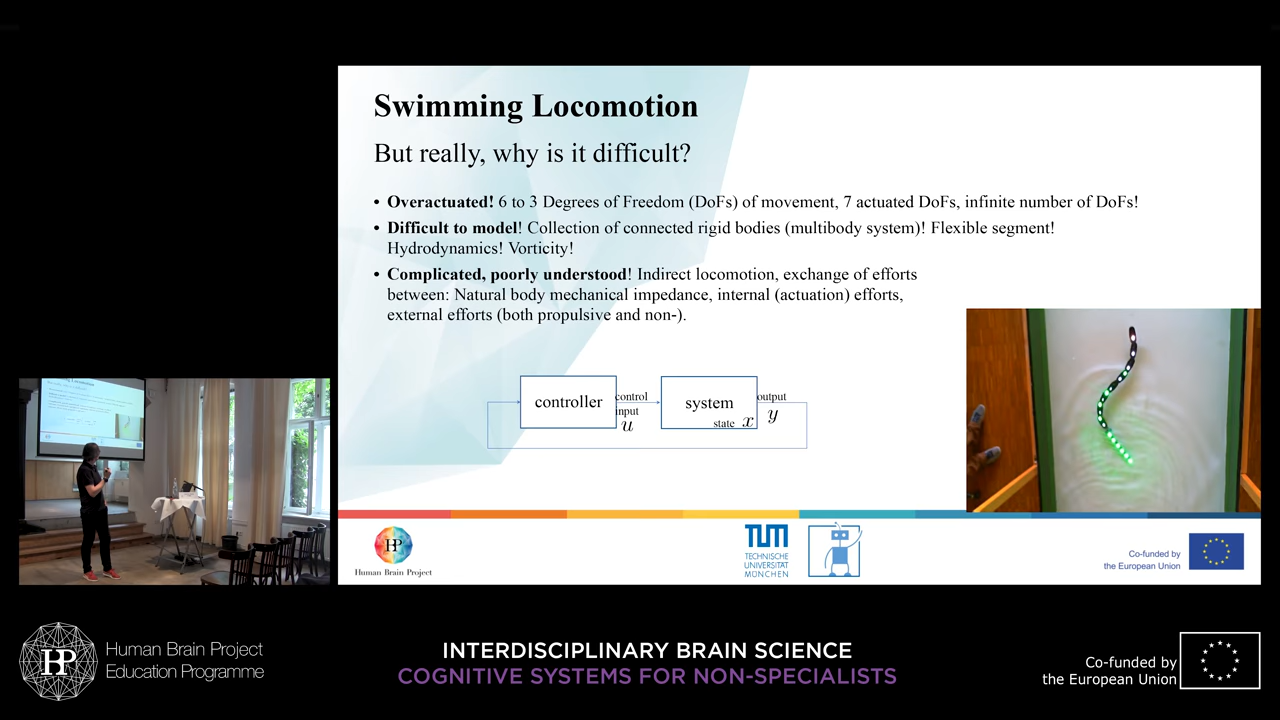 Swimming Locomotion
But really, why is it difficult?
• Overactuated! 6 to 3 Degrees of Freedom (DoFs) of movement, 7 actuated DoFs, infinite number of DoFs!
• Difficult to model! Collection of connected rigid bodies (multibody system)! Flexible segment!
Hydrodynamics! Vorticity!
• Complicated, poorly understood! Indirect locomotion, exchange of efforts
between: Natural body mechanical impedance, internal (actuation) efforts,
external efforts (both propulsive and non-).
controller
control
input
u
system
state x
output
y
HP
Human Brain Project
TUM
TECHNISCHE
UNIVERSITÄT
MÜNCHEN
Co-funded by
the European Union
HP
Human Brain Project
Education Programme
INTERDISCIPLINARY BRAIN SCIENCE
COGNITIVE SYSTEMS FOR NON-SPECIALISTS
Co-funded by
the European Union